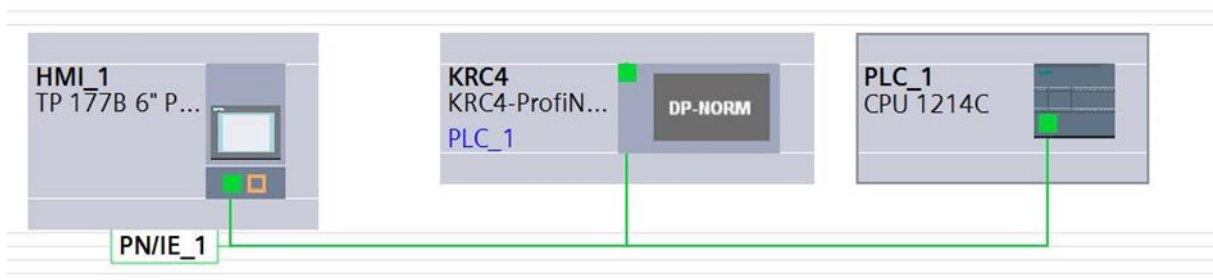 HMI_1
TP 177B 6" P...
KRC4
KRC4-ProfiN...
PLC_1
DP-NORM
PLC_1
CPU 1214C
PN/IE_1